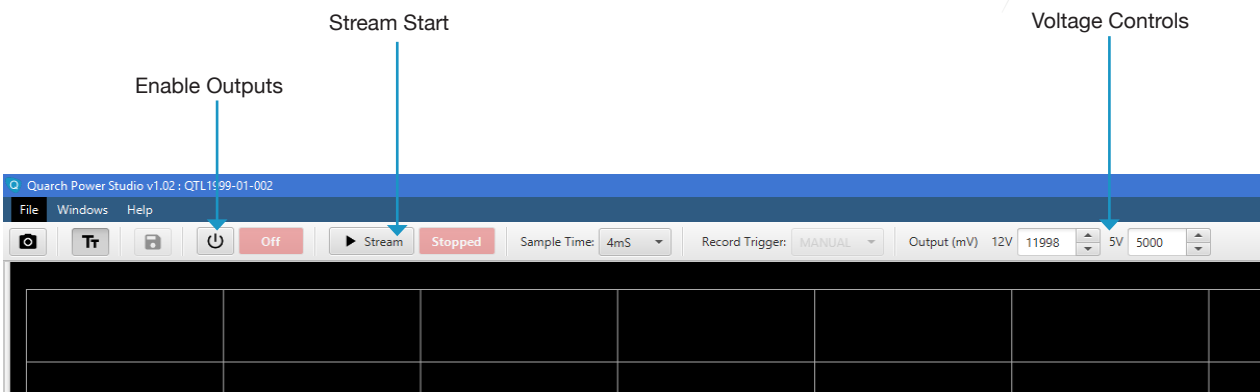 Stream Start
Voltage Controls
Enable Outputs
Quarch Power Studio v1.02 : QTL1999-01-002
File Windows Help
Tт Off Stream Stopped Sample Time: 4mS Record Trigger: MANUAL Output (mV) 12V 11998 5V 5000